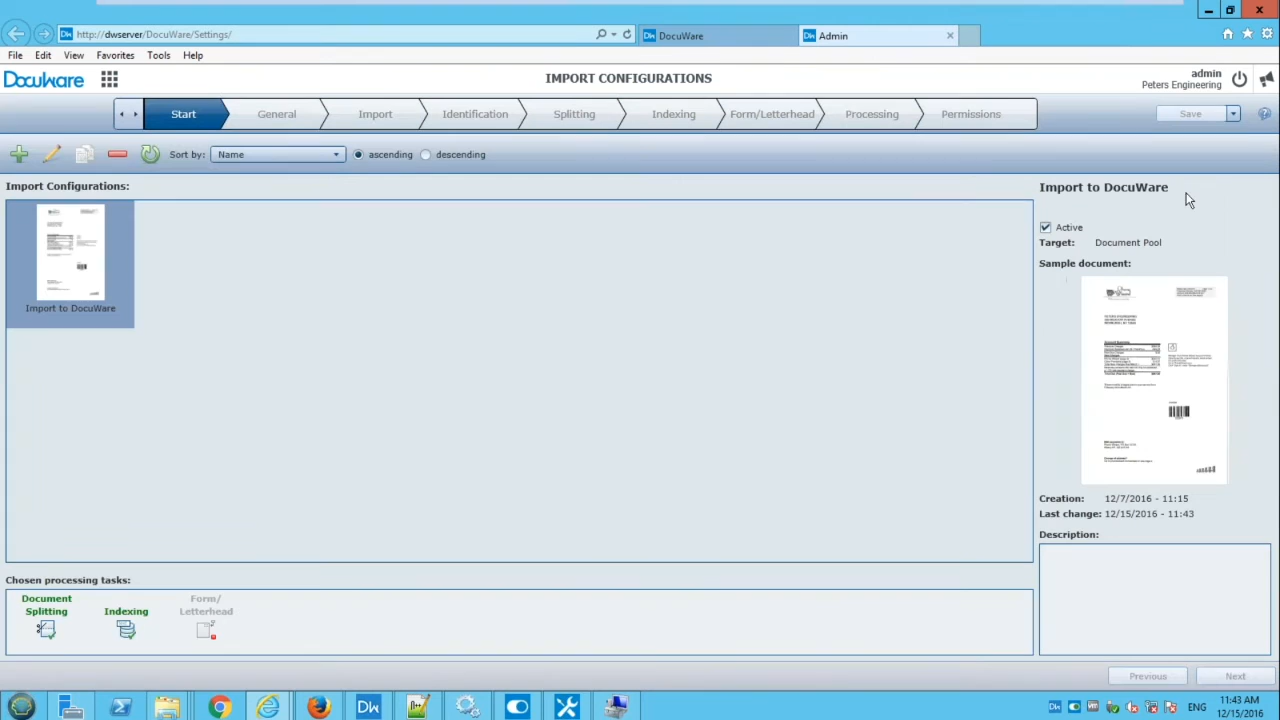 http://dwserver/DocuWare/Settings/
DocuWare
Admin
File Edit View Favorites Tools Help
DocuWare
IMPORT CONFIGURATIONS
admin
Peters Engineering
Start
General
Import
Identification
Splitting
Indexing
Form/Letterhead
Processing
Permissions
Save
Sort by:
Name
ascending
descending
Import Configurations:
Import to DocuWare
Import to DocuWare
Active
Target: Document Pool
Sample document:
Creation: 12/7/2016 - 11:15
Last change: 12/15/2016 - 11:43
Description:
Chosen processing tasks:
Document
Splitting
Indexing
Form/
Letterhead
Previous
Next
DW
ENG
11:43 AM
12/15/2016